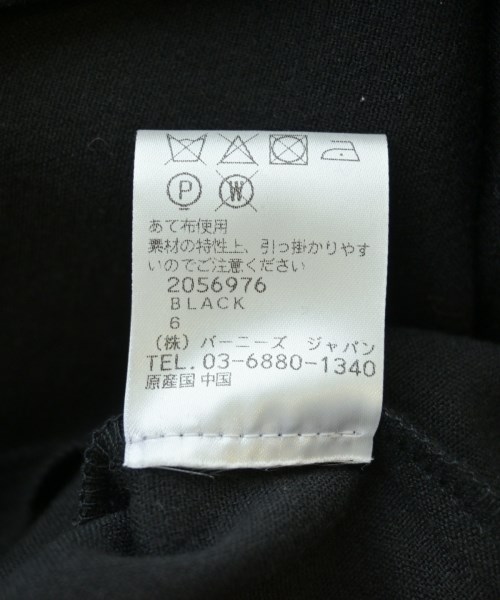 P W
あて布使用
素材の特性上、引っ掛かりやす
いのでご注意ください
2056976
BLACK
6
（株）バーニーズ ジャパン
TEL. 03-6880-1340
原産国 中国